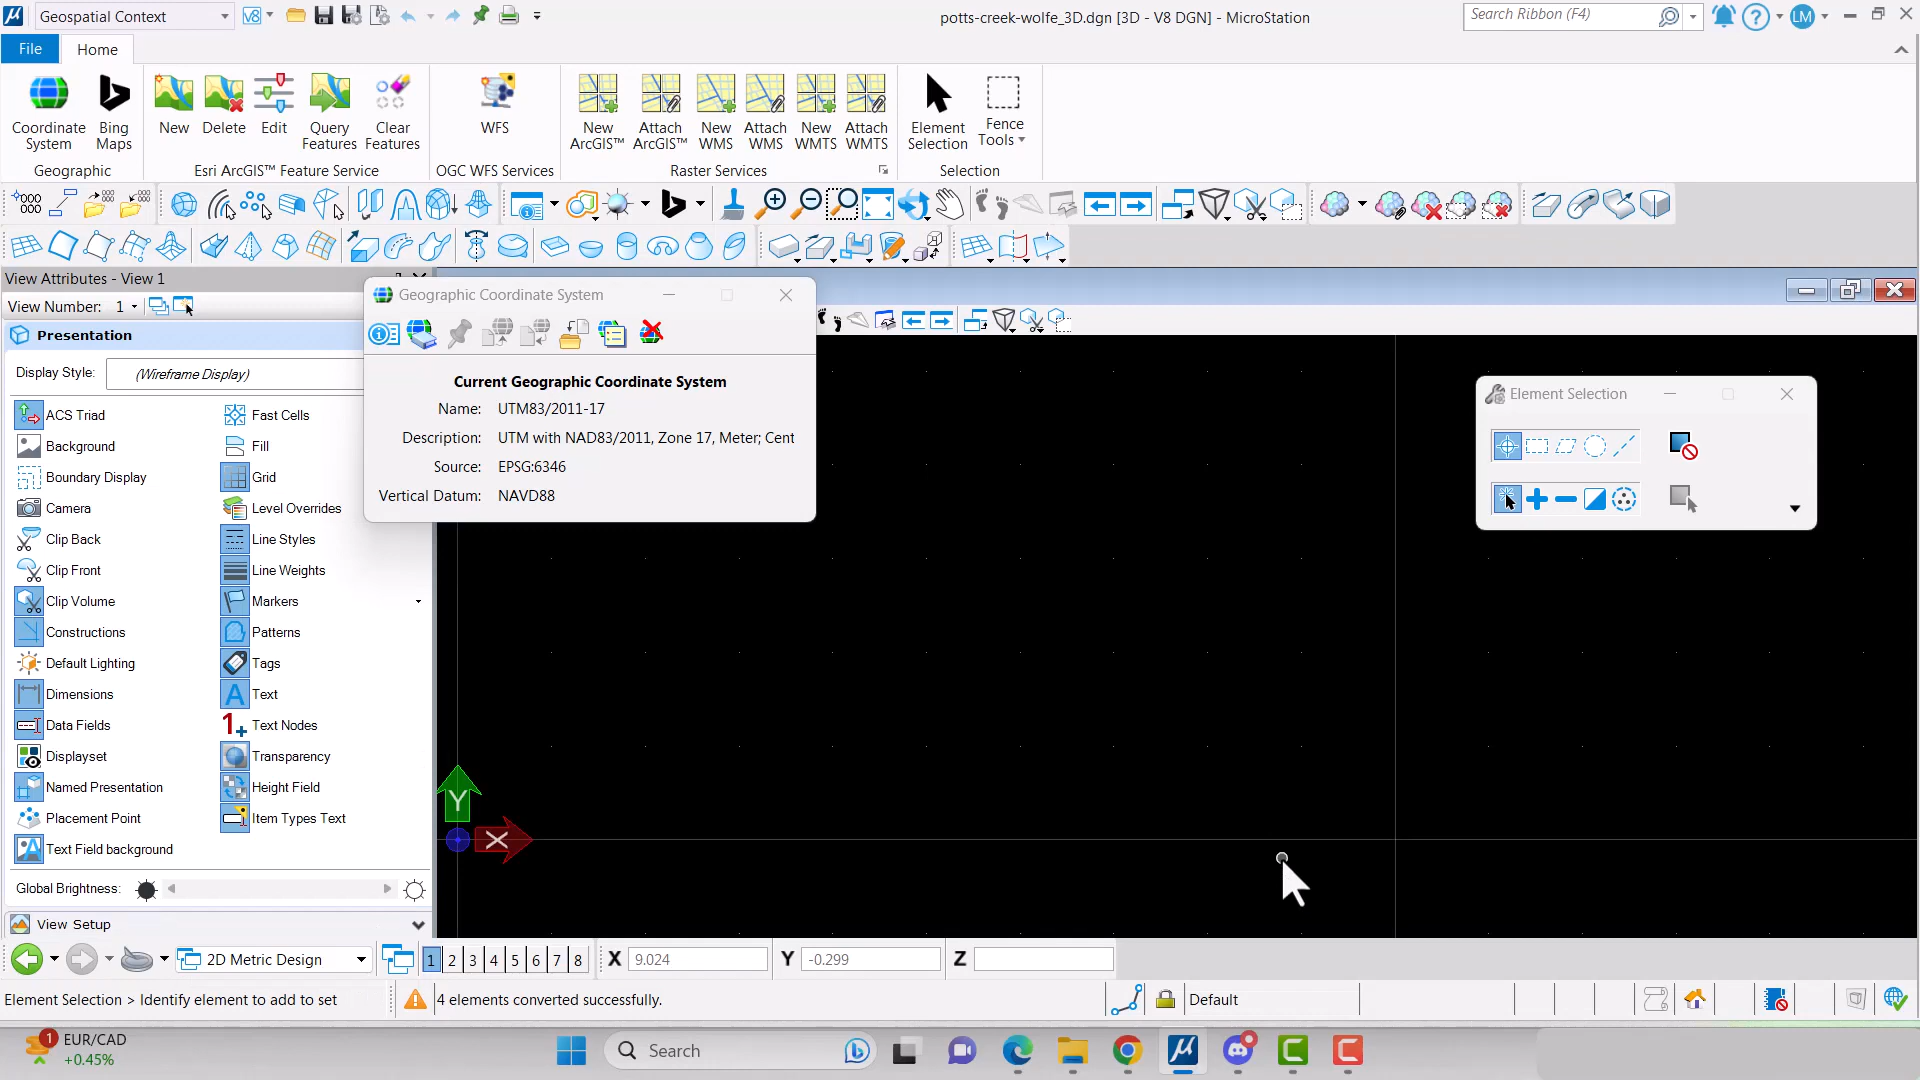 Geospatial Context
V8
potts-creek-wolfe_3D.dgn [3D - V8 DGN] - MicroStation
Search Ribbon (F4)
LM
File
Home
Coordinate System
Bing Maps
New
Delete
Edit
Query Features
Clear Features
WFS
New ArcGIS™
Attach ArcGIS™
New WMS
Attach WMS
New WMTS
Attach WMTS
Element Selection
Fence Tools
Geographic
Esri ArcGIS™ Feature Service
OGC WFS Services
Raster Services
Selection
View Attributes - View 1
View Number: 1
Presentation
Display Style: (Wireframe Display)
ACS Triad
Fast Cells
Background
Fill
Boundary Display
Grid
Camera
Level Overrides
Clip Back
Line Styles
Clip Front
Line Weights
Clip Volume
Markers
Constructions
Patterns
Default Lighting
Tags
Dimensions
Text
Data Fields
Text Nodes
Displayset
Transparency
Named Presentation
Height Field
Placement Point
Item Types Text
Text Field background
Global Brightness:
View Setup
Geographic Coordinate System
Current Geographic Coordinate System
Name: UTM83/2011-17
Description: UTM with NAD83/2011, Zone 17, Meter; Cent
Source: EPSG:6346
Vertical Datum: NAVD88
Element Selection
Y
X
2D Metric Design
1 2 3 4 5 6 7 8
X 9.024
Y -0.299
Z
Element Selection > Identify element to add to set
4 elements converted successfully.
Default
1
EUR/CAD
+0.45%
Search